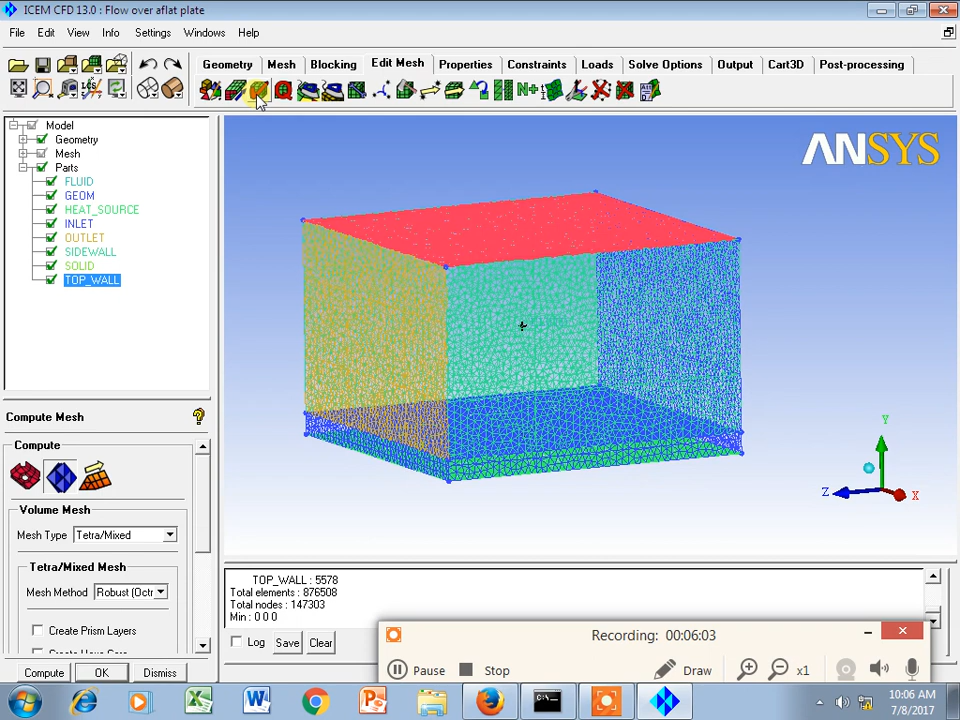 ICEM CFD 13.0 : Flow over aflat plate
File Edit View Info Settings Windows Help
Geometry Mesh Blocking Edit Mesh Properties Constraints Loads Solve Options Output Cart3D Post-processing
ANSYS
Model
Geometry
Mesh
Parts
FLUID
GEOM
HEAT_SOURCE
INLET
OUTLET
SIDEWALL
SOLID
TOP_WALL
Compute Mesh
Compute
Volume Mesh
Mesh Type Tetra/Mixed
Tetra/Mixed Mesh
Mesh Method Robust (Octr
Create Prism Layers
Compute OK Dismiss
Y
Z
X
TOP_WALL : 5578
Total elements : 876508
Total nodes : 147303
Min : 0 0 0
Log Save Clear
Recording: 00:06:03
Pause Stop Draw x1
10:06 AM
7/8/2017